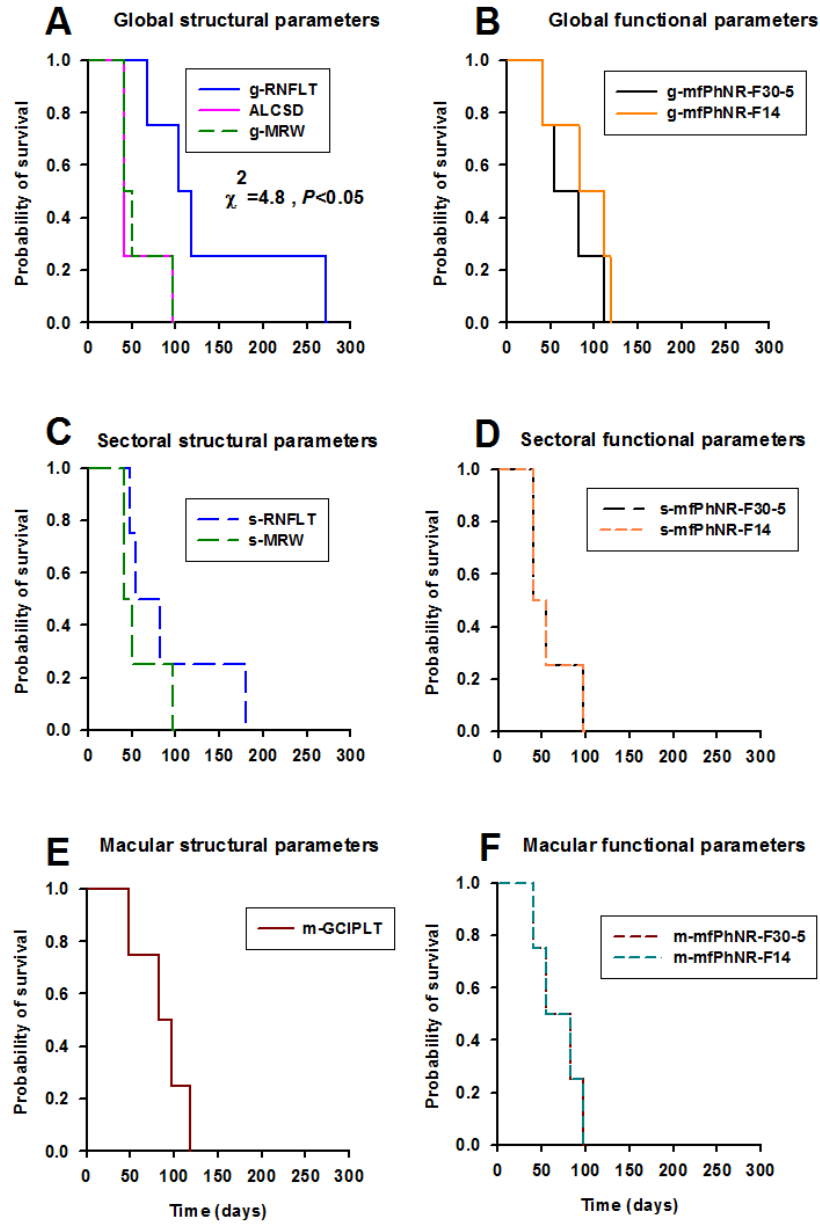 A Global structural parameters
1.0
0.8
0.6
0.4
0.2
0.0
Probability of survival
g-RNFLT
ALCSD
g-MRW
χ² =4.8 , P<0.05
0 50 100 150 200 250 300
B Global functional parameters
1.0
0.8
0.6
0.4
0.2
0.0
Probability of survival
g-mfPhNR-F30-5
g-mfPhNR-F14
0 50 100 150 200 250 300
C Sectoral structural parameters
1.0
0.8
0.6
0.4
0.2
0.0
Probability of survival
s-RNFLT
s-MRW
0 50 100 150 200 250 300
D Sectoral functional parameters
1.0
0.8
0.6
0.4
0.2
0.0
Probability of survival
s-mfPhNR-F30-5
s-mfPhNR-F14
0 50 100 150 200 250 300
E Macular structural parameters
1.0
0.8
0.6
0.4
0.2
0.0
Probability of survival
m-GCIPLT
0 50 100 150 200 250 300
Time (days)
F Macular functional parameters
1.0
0.8
0.6
0.4
0.2
0.0
Probability of survival
m-mfPhNR-F30-5
m-mfPhNR-F14
0 50 100 150 200 250 300
Time (days)